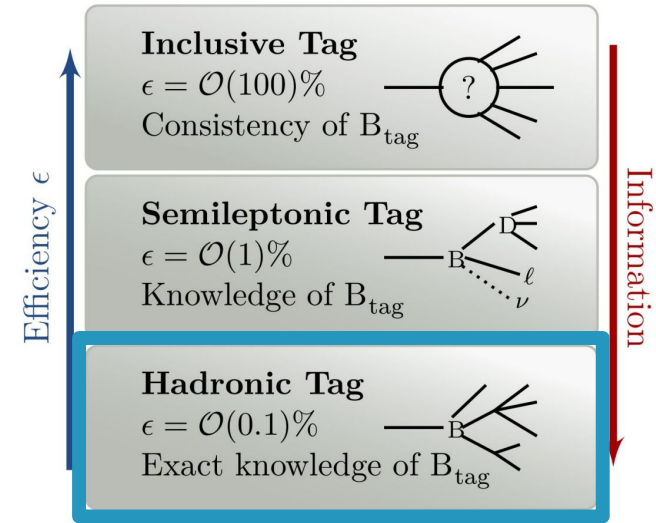 Inclusive Tag
ϵ = 𝒪(100)%
Consistency of B_tag
?
Semileptonic Tag
ϵ = 𝒪(1)%
Knowledge of B_tag
B
D
ℓ
ν
Hadronic Tag
ϵ = 𝒪(0.1)%
Exact knowledge of B_tag
B
Efficiency ϵ
Information